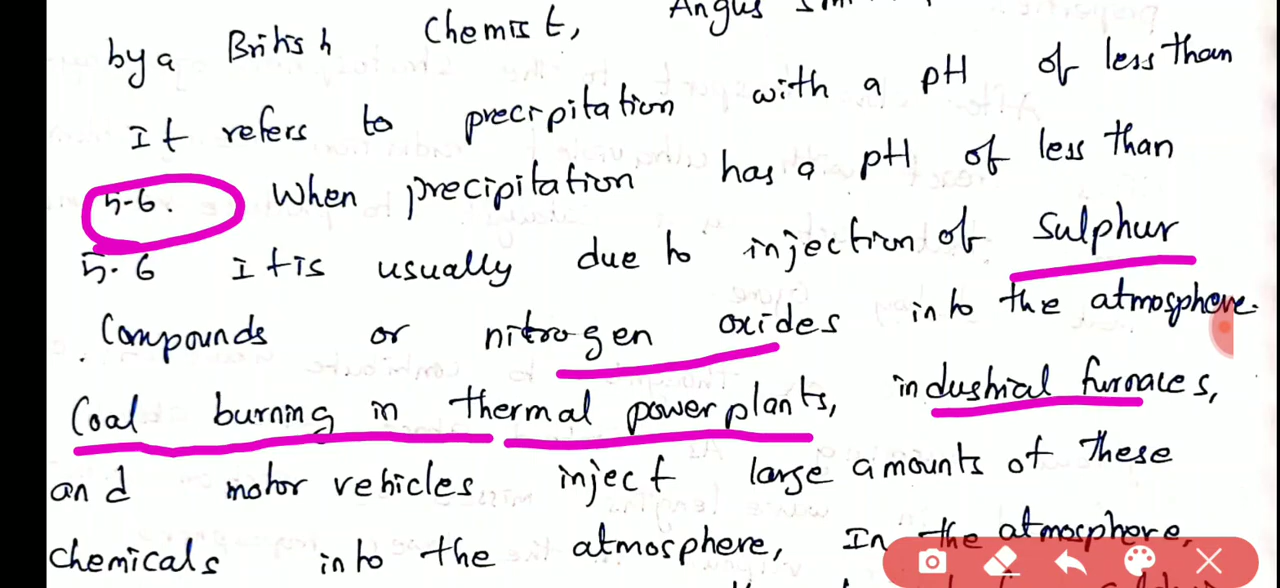 by a British Chemist, Angus
It refers to precipitation with a pH of less than
5.6. When precipitation has a pH of less than
5.6 It is usually due to injection of Sulphur
Compounds or nitrogen oxides into the atmosphere.
Coal burning in thermal power plants, industrial furnaces,
and motor vehicles inject large amounts of these
chemicals into the atmosphere, In the atmosphere,